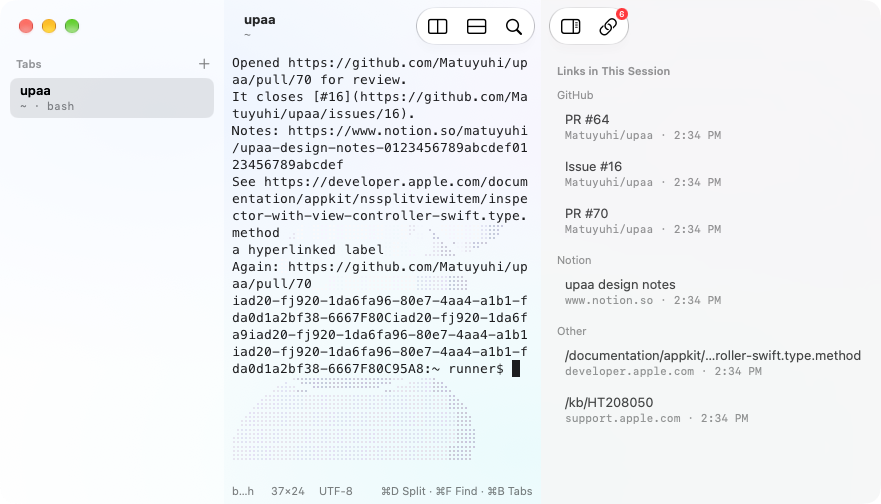 upaa
~
6
Tabs
+
upaa
~ · bash
Opened https://github.com/Matuyuhi/up
aa/pull/70 for review.
It closes [#16](https://github.com/Ma
tuyuhi/upaa/issues/16).
Notes: https://www.notion.so/matuyuhi
/upaa-design-notes-0123456789abcdef01
23456789abcdef
See https://developer.apple.com/docum
entation/appkit/nssplitviewitem/inspe
ctor-with-view-controller-swift.type.
method
a hyperlinked label
Again: https://github.com/Matuyuhi/up
aa/pull/70
iad20-fj920-1da6fa96-80e7-4aa4-a1b1-f
da0d1a2bf38-6667F80Ciad20-fj920-1da6f
a9iad20-fj920-1da6fa96-80e7-4aa4-a1b1
iad20-fj920-1da6fa96-80e7-4aa4-a1b1-f
da0d1a2bf38-6667F80C95A8:~ runner$
b...h 37×24 UTF-8 ⌘D Split · ⌘F Find · ⌘B Tabs
Links in This Session
GitHub
PR #64
Matuyuhi/upaa · 2:34 PM
Issue #16
Matuyuhi/upaa · 2:34 PM
PR #70
Matuyuhi/upaa · 2:34 PM
Notion
upaa design notes
www.notion.so · 2:34 PM
Other
/documentation/appkit/...roller-swift.type.method
developer.apple.com · 2:34 PM
/kb/HT208050
support.apple.com · 2:34 PM